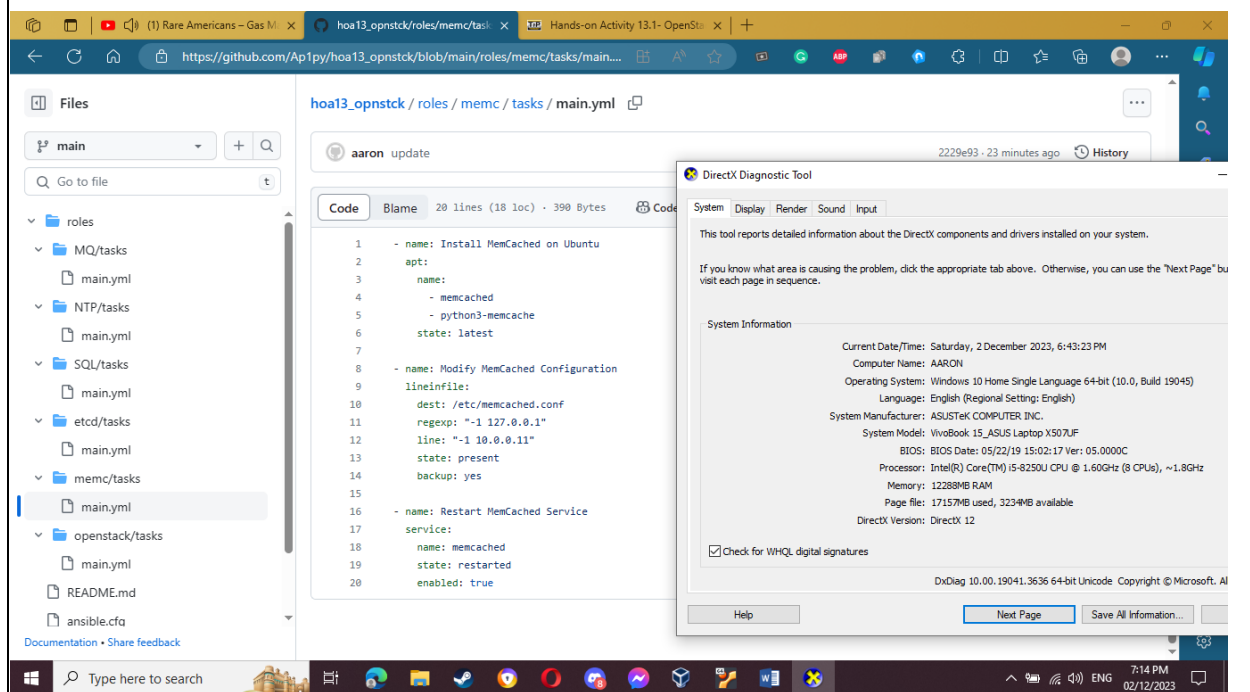 (1) Rare Americans – Gas M
hoa13_opnstck/roles/memc/task
Hands-on Activity 13.1- OpenSta
https://github.com/Ap1py/hoa13_opnstck/blob/main/roles/memc/tasks/main....
Files
main
Go to file
t
roles
MQ/tasks
main.yml
NTP/tasks
main.yml
SQL/tasks
main.yml
etcd/tasks
main.yml
memc/tasks
main.yml
openstack/tasks
main.yml
README.md
ansible.cfg
Documentation • Share feedback
hoa13_opnstck / roles / memc / tasks / main.yml
aaron update
2229e93 · 23 minutes ago
History
Code
Blame
20 lines (18 loc) · 390 Bytes
Code
1 - name: Install MemCached on Ubuntu
2 apt:
3 name:
4 - memcached
5 - python3-memcache
6 state: latest
7
8 - name: Modify MemCached Configuration
9 lineinfile:
10 dest: /etc/memcached.conf
11 regexp: "-1 127.0.0.1"
12 line: "-1 10.0.0.11"
13 state: present
14 backup: yes
15
16 - name: Restart MemCached Service
17 service:
18 name: memcached
19 state: restarted
20 enabled: true
DirectX Diagnostic Tool
System
Display
Render
Sound
Input
This tool reports detailed information about the DirectX components and drivers installed on your system.
If you know what area is causing the problem, click the appropriate tab above. Otherwise, you can use the "Next Page" bu
visit each page in sequence.
System Information
Current Date/Time: Saturday, 2 December 2023, 6:43:23 PM
Computer Name: AARON
Operating System: Windows 10 Home Single Language 64-bit (10.0, Build 19045)
Language: English (Regional Setting: English)
System Manufacturer: ASUSTeK COMPUTER INC.
System Model: VivoBook 15_ASUS Laptop X507UF
BIOS: BIOS Date: 05/22/19 15:02:17 Ver: 05.0000C
Processor: Intel(R) Core(TM) i5-8250U CPU @ 1.60GHz (8 CPUs), ~1.8GHz
Memory: 12288MB RAM
Page file: 17157MB used, 3234MB available
DirectX Version: DirectX 12
Check for WHQL digital signatures
DxDiag 10.00.19041.3636 64-bit Unicode Copyright © Microsoft. Al
Help
Next Page
Save All Information...
Type here to search
ENG
7:14 PM
02/12/2023